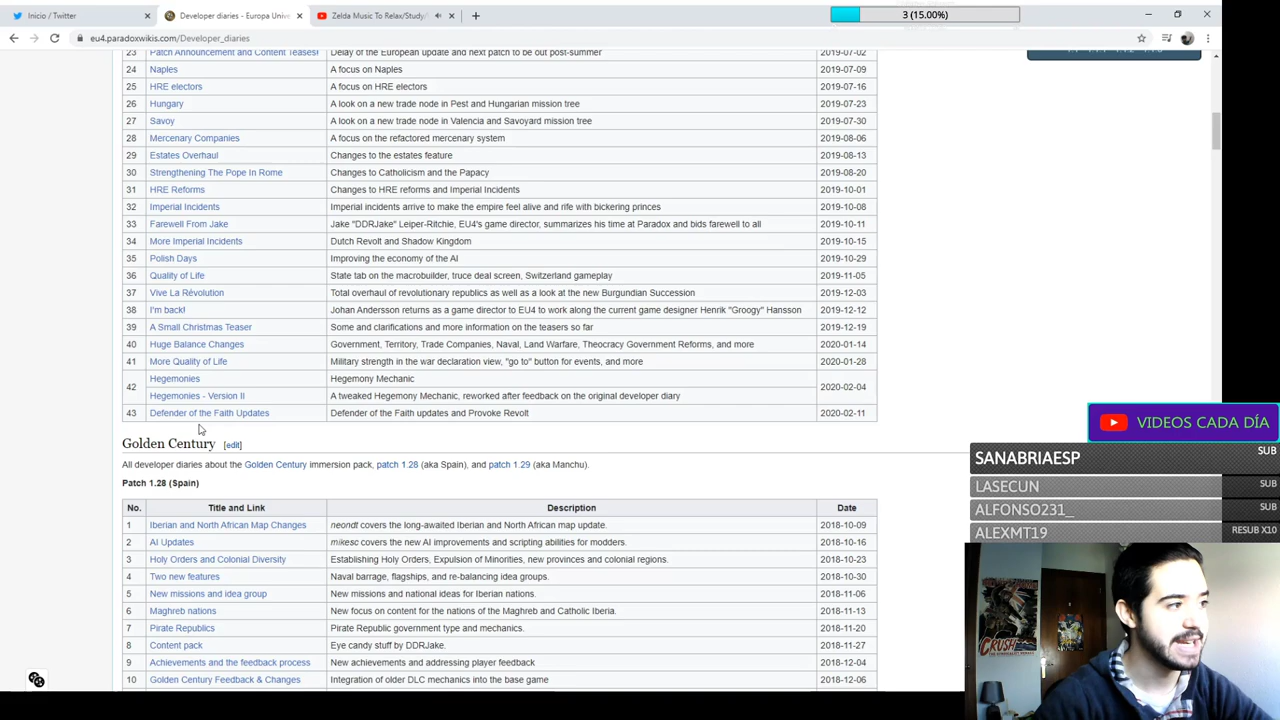 Inicio / Twitter
Developer diaries - Europa Unive
Zelda Music To Relax/Study/
3 (15.00%)
eu4.paradoxwikis.com/Developer_diaries
23 Patch Announcement and Content Teases! Delay of the European update and next patch to be out post-summer 2019-07-02
24 Naples A focus on Naples 2019-07-09
25 HRE electors A focus on HRE electors 2019-07-16
26 Hungary A look on a new trade node in Pest and Hungarian mission tree 2019-07-23
27 Savoy A look on a new trade node in Valencia and Savoyard mission tree 2019-07-30
28 Mercenary Companies A focus on the refactored mercenary system 2019-08-06
29 Estates Overhaul Changes to the estates feature 2019-08-13
30 Strengthening The Pope In Rome Changes to Catholicism and the Papacy 2019-08-20
31 HRE Reforms Changes to HRE reforms and Imperial Incidents 2019-10-01
32 Imperial Incidents Imperial incidents arrive to make the empire feel alive and rife with bickering princes 2019-10-08
33 Farewell From Jake Jake "DDRJake" Leiper-Ritchie, EU4's game director, summarizes his time at Paradox and bids farewell to all 2019-10-11
34 More Imperial Incidents Dutch Revolt and Shadow Kingdom 2019-10-15
35 Polish Days Improving the economy of the AI 2019-10-29
36 Quality of Life State tab on the macrobuilder, truce deal screen, Switzerland gameplay 2019-11-05
37 Vive La Révolution Total overhaul of revolutionary republics as well as a look at the new Burgundian Succession 2019-12-03
38 I'm back! Johan Andersson returns as a game director to EU4 to work along the current game designer Henrik "Groogy" Hansson 2019-12-12
39 A Small Christmas Teaser Some and clarifications and more information on the teasers so far 2019-12-19
40 Huge Balance Changes Government, Territory, Trade Companies, Naval, Land Warfare, Theocracy Government Reforms, and more 2020-01-14
41 More Quality of Life Military strength in the war declaration view, "go to" button for events, and more 2020-01-28
42 Hegemonies Hegemony Mechanic 2020-02-04
Hegemonies - Version II A tweaked Hegemony Mechanic, reworked after feedback on the original developer diary
43 Defender of the Faith Updates Defender of the Faith updates and Provoke Revolt 2020-02-11
Golden Century [edit]
All developer diaries about the Golden Century immersion pack, patch 1.28 (aka Spain), and patch 1.29 (aka Manchu).
Patch 1.28 (Spain)
No. Title and Link Description Date
1 Iberian and North African Map Changes neondt covers the long-awaited Iberian and North African map update. 2018-10-09
2 AI Updates mikesc covers the new AI improvements and scripting abilities for modders. 2018-10-16
3 Holy Orders and Colonial Diversity Establishing Holy Orders, Expulsion of Minorities, new provinces and colonial regions. 2018-10-23
4 Two new features Naval barrage, flagships, and re-balancing idea groups. 2018-10-30
5 New missions and idea group New missions and national ideas for Iberian nations. 2018-11-06
6 Maghreb nations New focus on content for the nations of the Maghreb and Catholic Iberia. 2018-11-13
7 Pirate Republics Pirate Republic government type and mechanics. 2018-11-20
8 Content pack Eye candy stuff by DDRJake, 2018-11-27
9 Achievements and the feedback process New achievements and addressing player feedback 2018-12-04
10 Golden Century Feedback & Changes Integration of older DLC mechanics into the base game 2018-12-06
VIDEOS CADA DÍA
SANABRIAESP SUB
LASECUN SUB
ALFONSO231_ SUB
ALEXMT19 RESUB X10
CRUSH